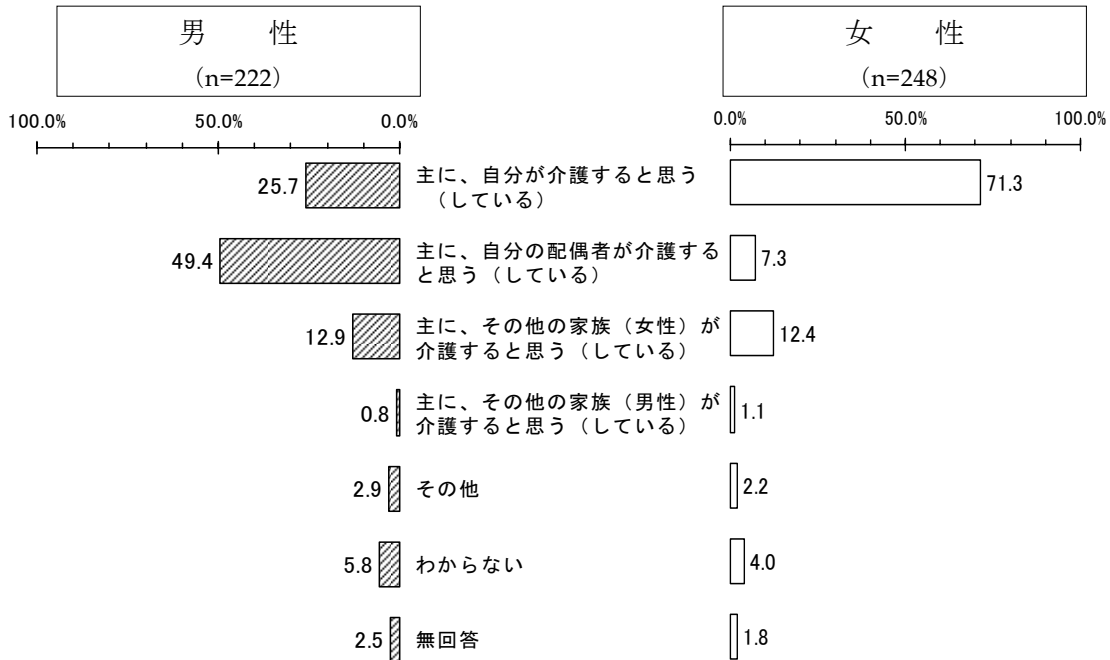 男　性
（n=222）
女　性
（n=248）
100.0%　50.0%　0.0%
0.0%　50.0%　100.0%
25.7　主に、自分が介護すると思う　71.3
（している）
49.4　主に、自分の配偶者が介護する　7.3
と思う（している）
12.9　主に、その他の家族（女性）が　12.4
介護すると思う（している）
0.8　主に、その他の家族（男性）が　1.1
介護すると思う（している）
2.9　その他　2.2
5.8　わからない　4.0
2.5　無回答　1.8